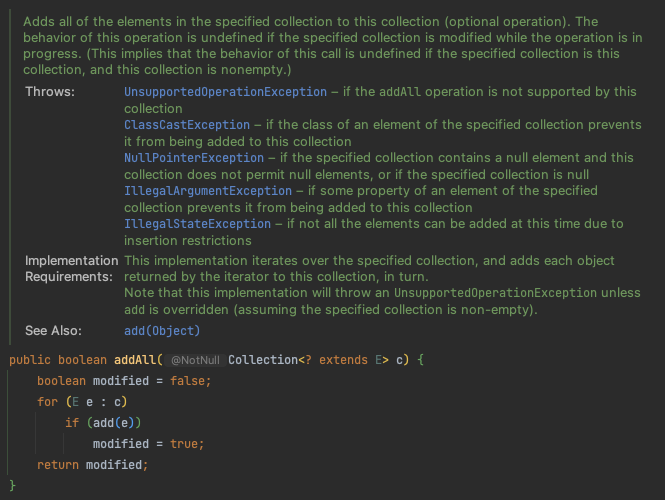 Adds all of the elements in the specified collection to this collection (optional operation). The
behavior of this operation is undefined if the specified collection is modified while the operation is in
progress. (This implies that the behavior of this call is undefined if the specified collection is this
collection, and this collection is nonempty.)
Throws: UnsupportedOperationException – if the addAll operation is not supported by this
collection
ClassCastException – if the class of an element of the specified collection prevents
it from being added to this collection
NullPointerException – if the specified collection contains a null element and this
collection does not permit null elements, or if the specified collection is null
IllegalArgumentException – if some property of an element of the specified
collection prevents it from being added to this collection
IllegalStateException – if not all the elements can be added at this time due to
insertion restrictions
Implementation This implementation iterates over the specified collection, and adds each object
Requirements: returned by the iterator to this collection, in turn.
Note that this implementation will throw an UnsupportedOperationException unless
add is overridden (assuming the specified collection is non-empty).
See Also: add(Object)
public boolean addAll( @NotNull Collection<? extends E> c) {
    boolean modified = false;
    for (E e : c)
        if (add(e))
            modified = true;
    return modified;
}